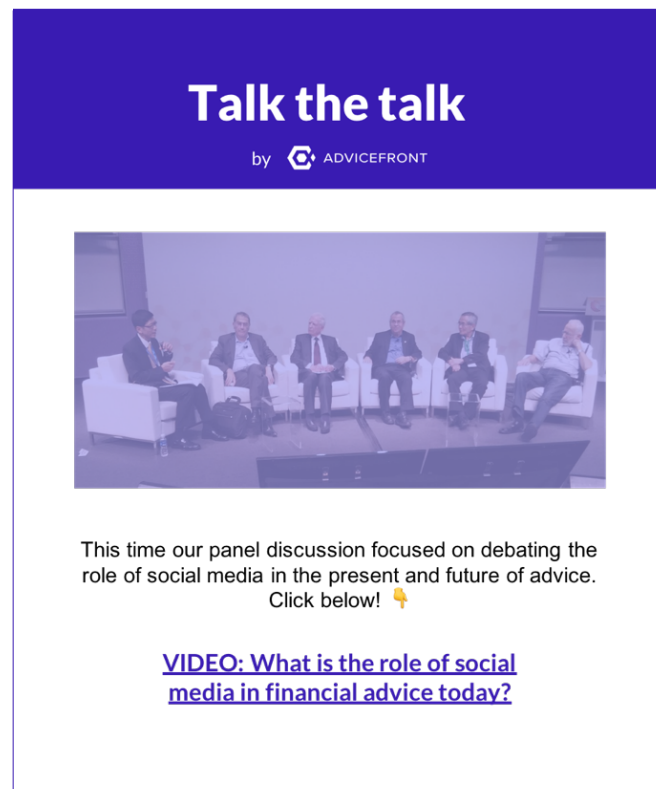 Talk the talk
by ADVICEFRONT
This time our panel discussion focused on debating the
role of social media in the present and future of advice.
Click below! 👇
VIDEO: What is the role of social
media in financial advice today?